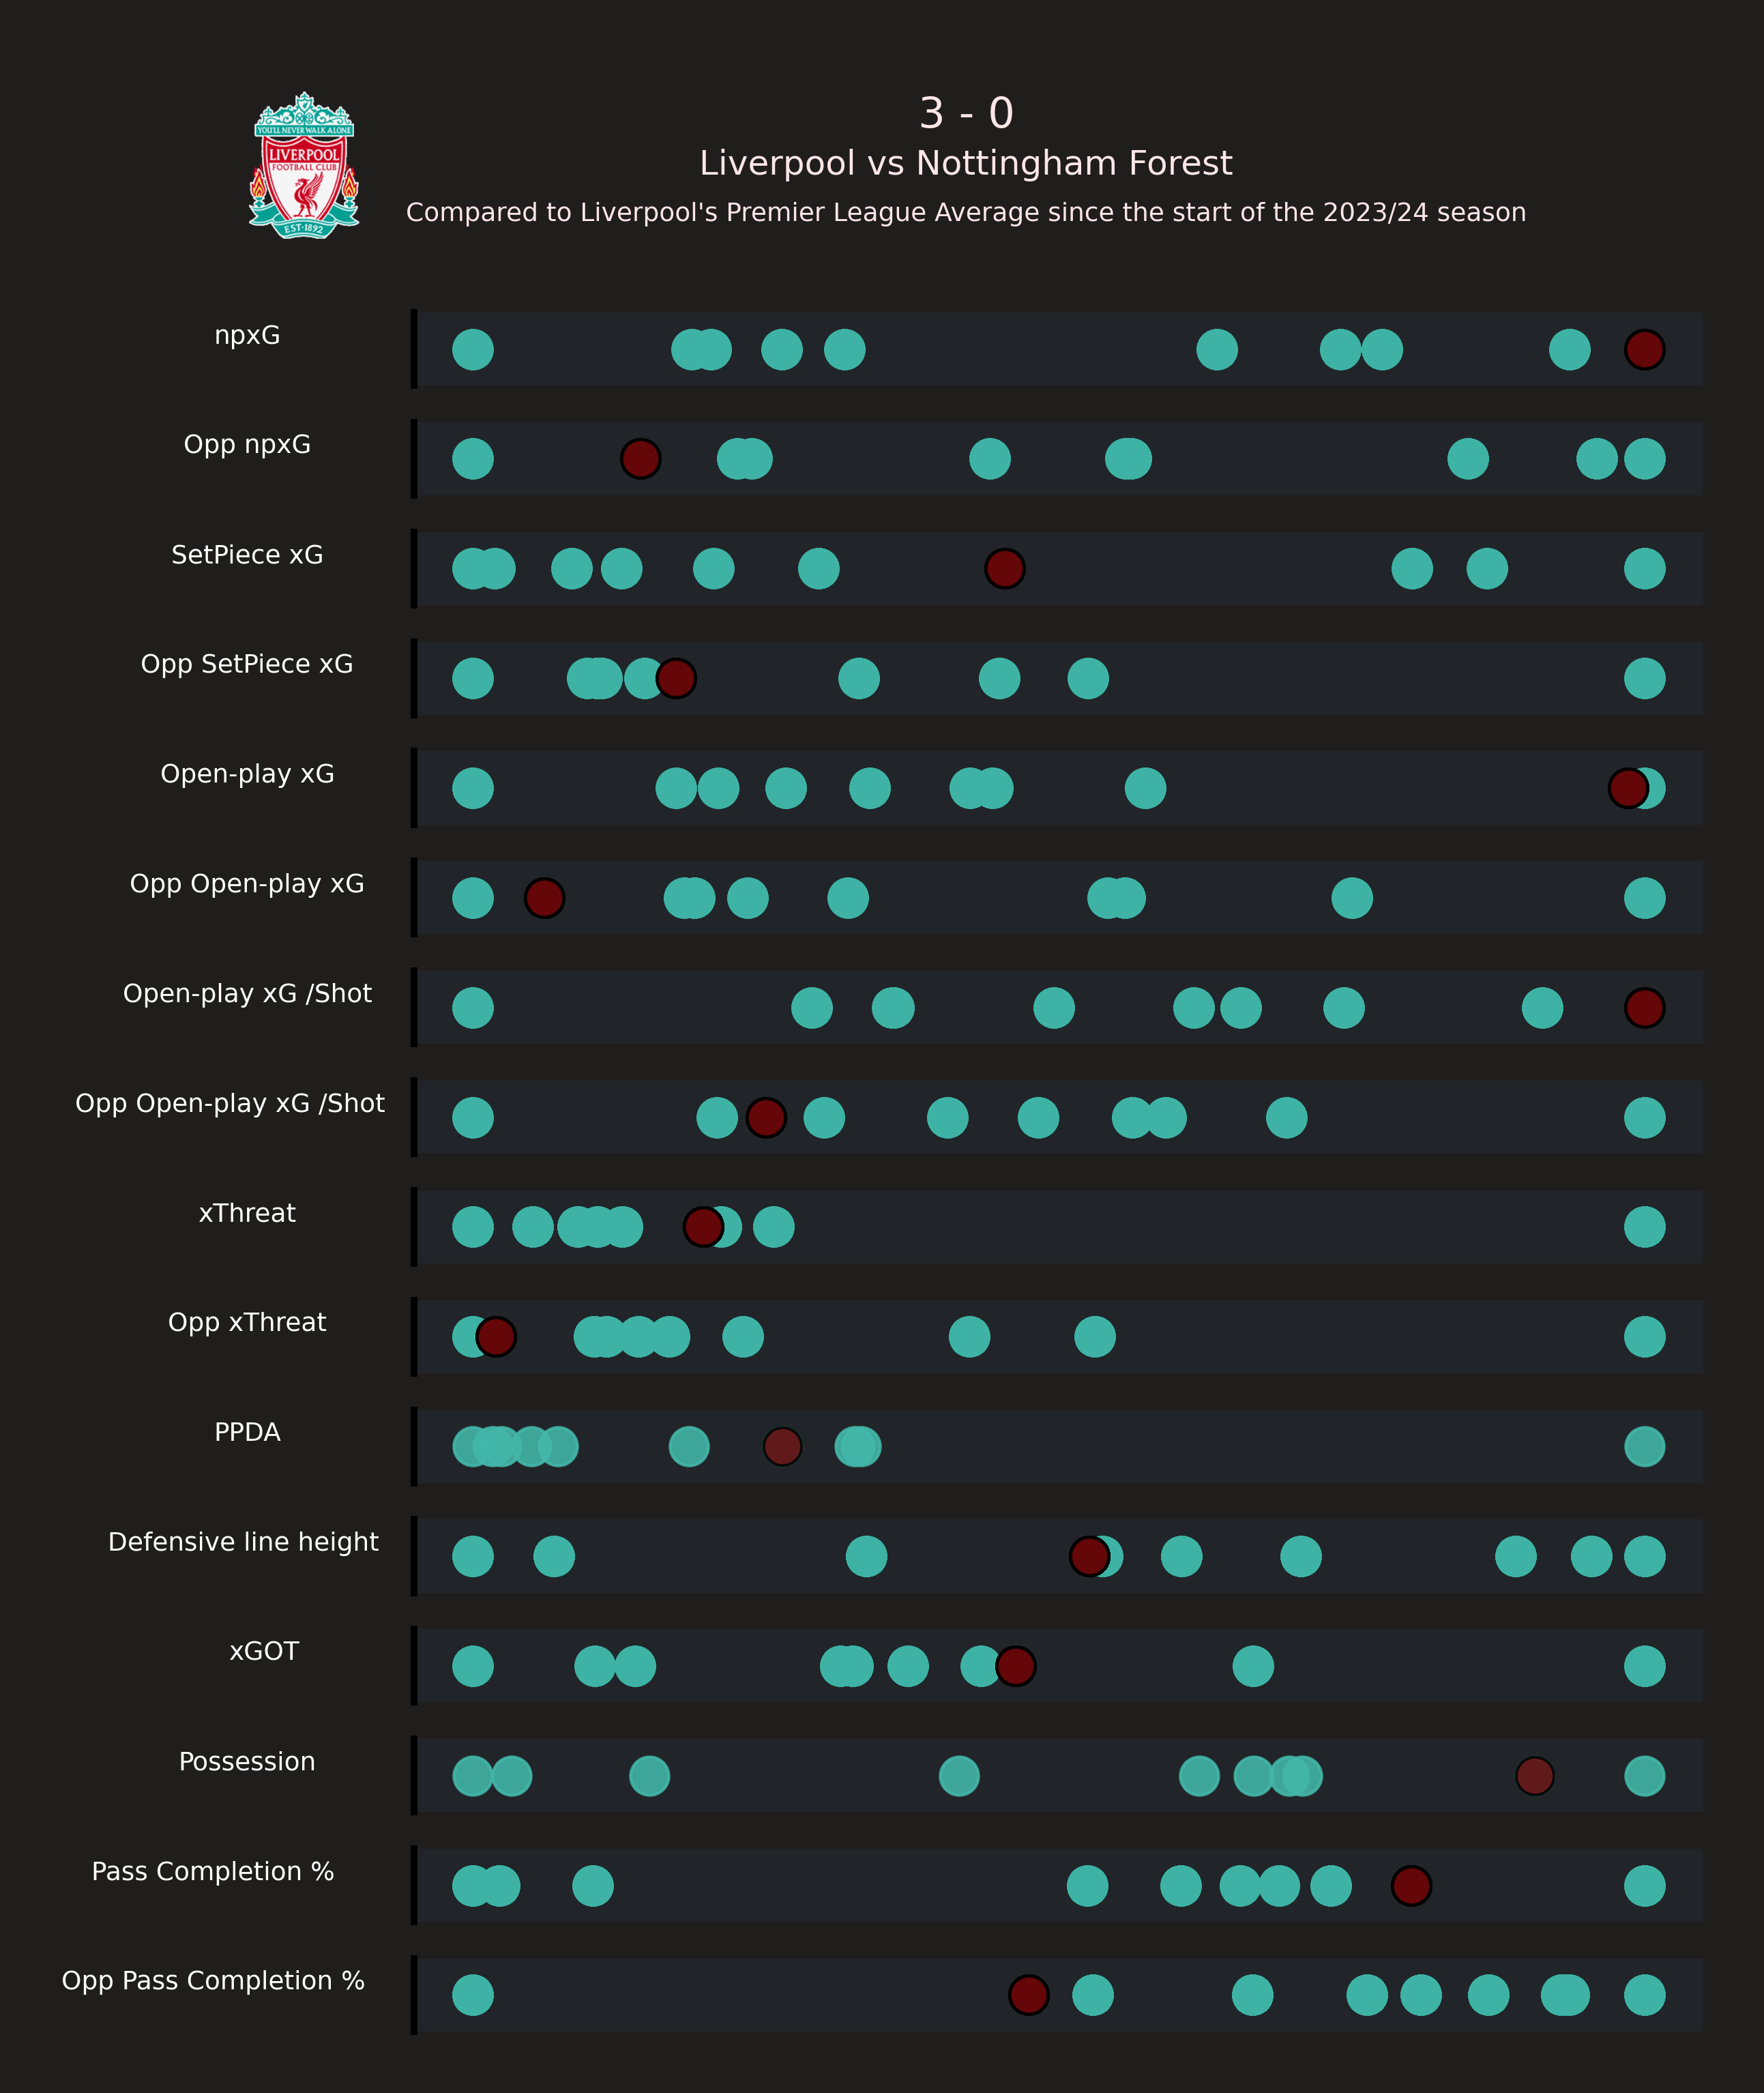 3 - 0
Liverpool vs Nottingham Forest
Compared to Liverpool's Premier League Average since the start of the 2023/24 season
YOU'LL NEVER WALK ALONE
LIVERPOOL
FOOTBALL CLUB
EST·1892
npxG
Opp npxG
SetPiece xG
Opp SetPiece xG
Open-play xG
Opp Open-play xG
Open-play xG /Shot
Opp Open-play xG /Shot
xThreat
Opp xThreat
PPDA
Defensive line height
xGOT
Possession
Pass Completion %
Opp Pass Completion %